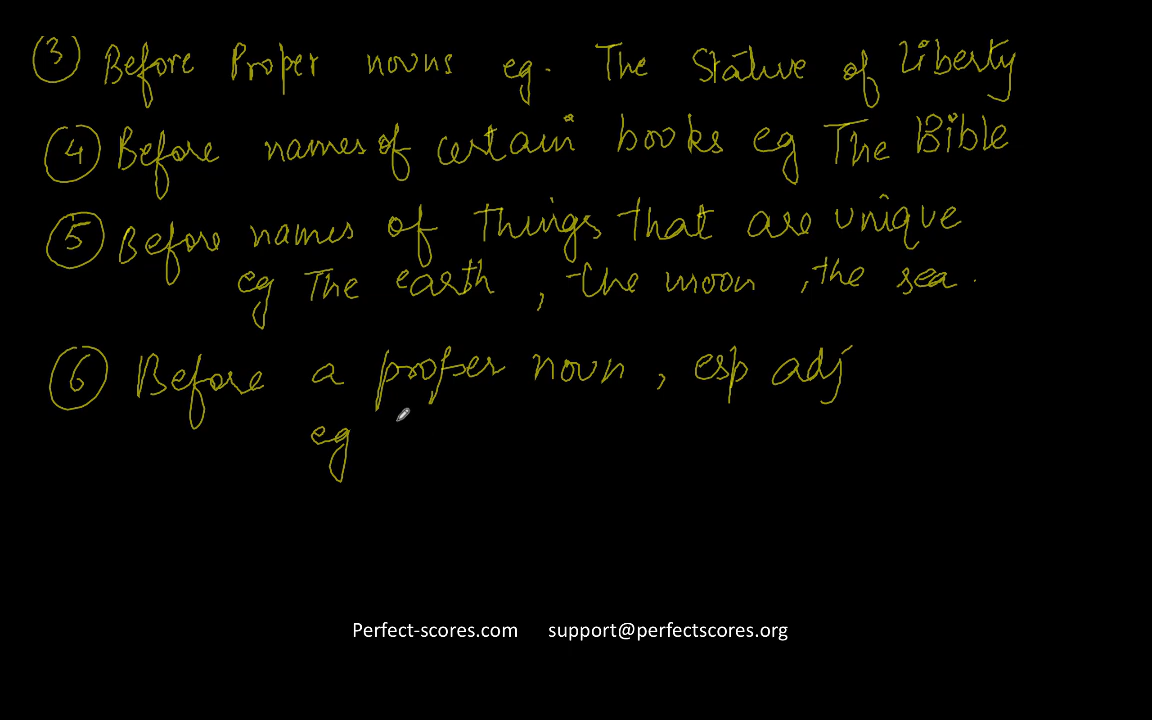 3 Before Proper nouns eg. The Statue of Liberty
4 Before names of certain books eg The Bible
5 Before names of things that are unique
eg The earth, the moon, the sea.
6 Before a proper noun, esp adj
eg
Perfect-scores.com support@perfectscores.org